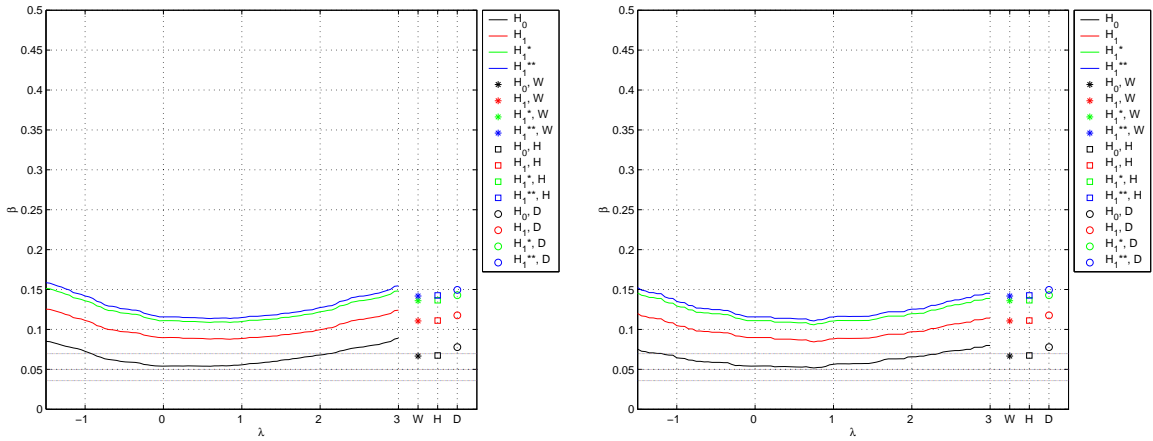 0.5
0.45
0.4
0.35
0.3
0.25
0.2
0.15
0.1
0.05
0
β
−1 0 1 2 3 W H D
λ
H0
H1
H1*
H1**
H0, W
H1, W
H1*, W
H1**, W
H0, H
H1, H
H1*, H
H1**, H
H0, D
H1, D
H1*, D
H1**, D
0.5
0.45
0.4
0.35
0.3
0.25
0.2
0.15
0.1
0.05
0
β
−1 0 1 2 3 W H D
λ
H0
H1
H1*
H1**
H0, W
H1, W
H1*, W
H1**, W
H0, H
H1, H
H1*, H
H1**, H
H0, D
H1, D
H1*, D
H1**, D